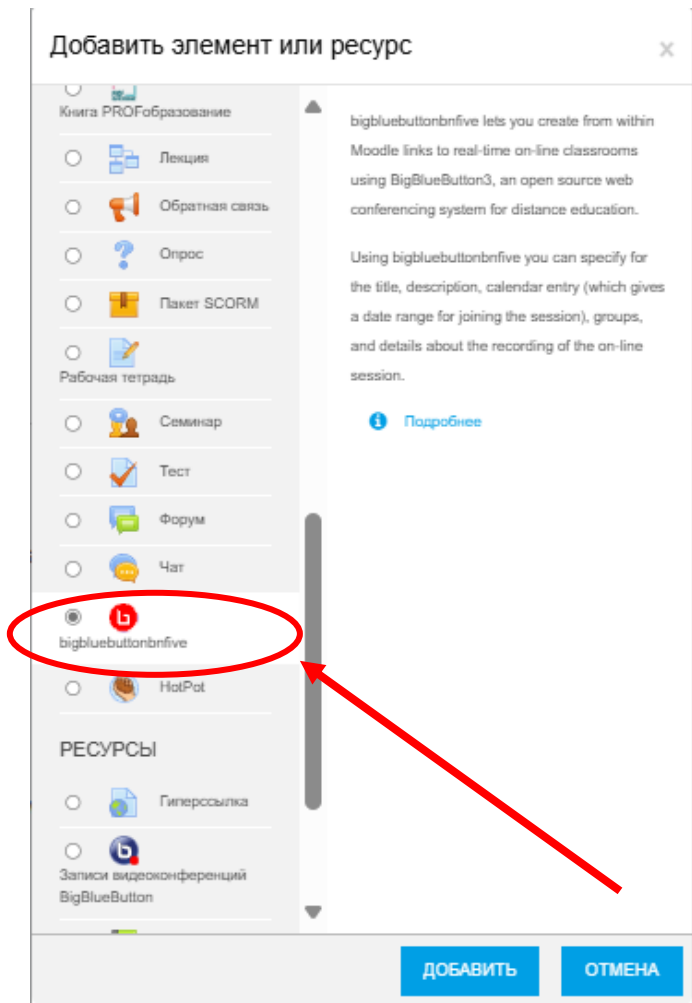 Добавить элемент или ресурс
×
Книга PROFобразование
Лекция
Обратная связь
Опрос
Пакет SCORM
Рабочая тетрадь
Семинар
Тест
Форум
Чат
bigbluebuttonbnfive
HotPot
РЕСУРСЫ
Гиперссылка
Записи видеоконференций
BigBlueButton
bigbluebuttonbnfive lets you create from within
Moodle links to real-time on-line classrooms
using BigBlueButton3, an open source web
conferencing system for distance education.
Using bigbluebuttonbnfive you can specify for
the title, description, calendar entry (which gives
a date range for joining the session), groups,
and details about the recording of the on-line
session.
Подробнее
ДОБАВИТЬ
ОТМЕНА